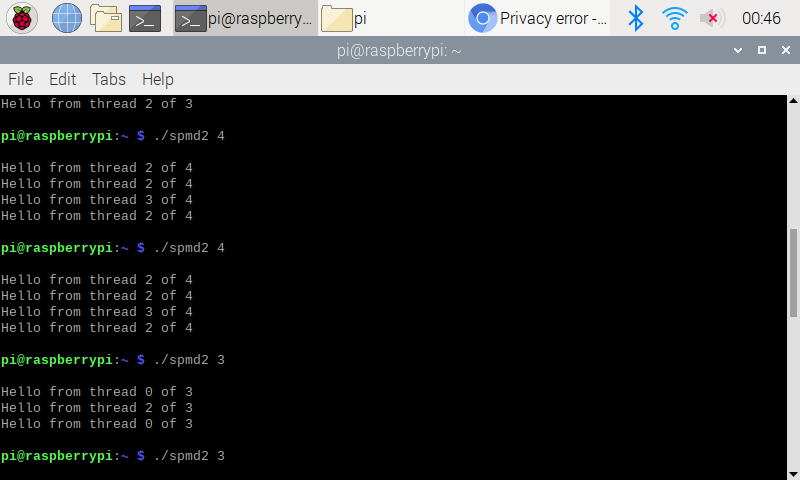 pi@raspberry...
pi
Privacy error -...
00:46
pi@raspberrypi: ~
File Edit Tabs Help
Hello from thread 2 of 3
pi@raspberrypi:~ $ ./spmd2 4
Hello from thread 2 of 4
Hello from thread 2 of 4
Hello from thread 3 of 4
Hello from thread 2 of 4
pi@raspberrypi:~ $ ./spmd2 4
Hello from thread 2 of 4
Hello from thread 2 of 4
Hello from thread 3 of 4
Hello from thread 2 of 4
pi@raspberrypi:~ $ ./spmd2 3
Hello from thread 0 of 3
Hello from thread 2 of 3
Hello from thread 0 of 3
pi@raspberrypi:~ $ ./spmd2 3